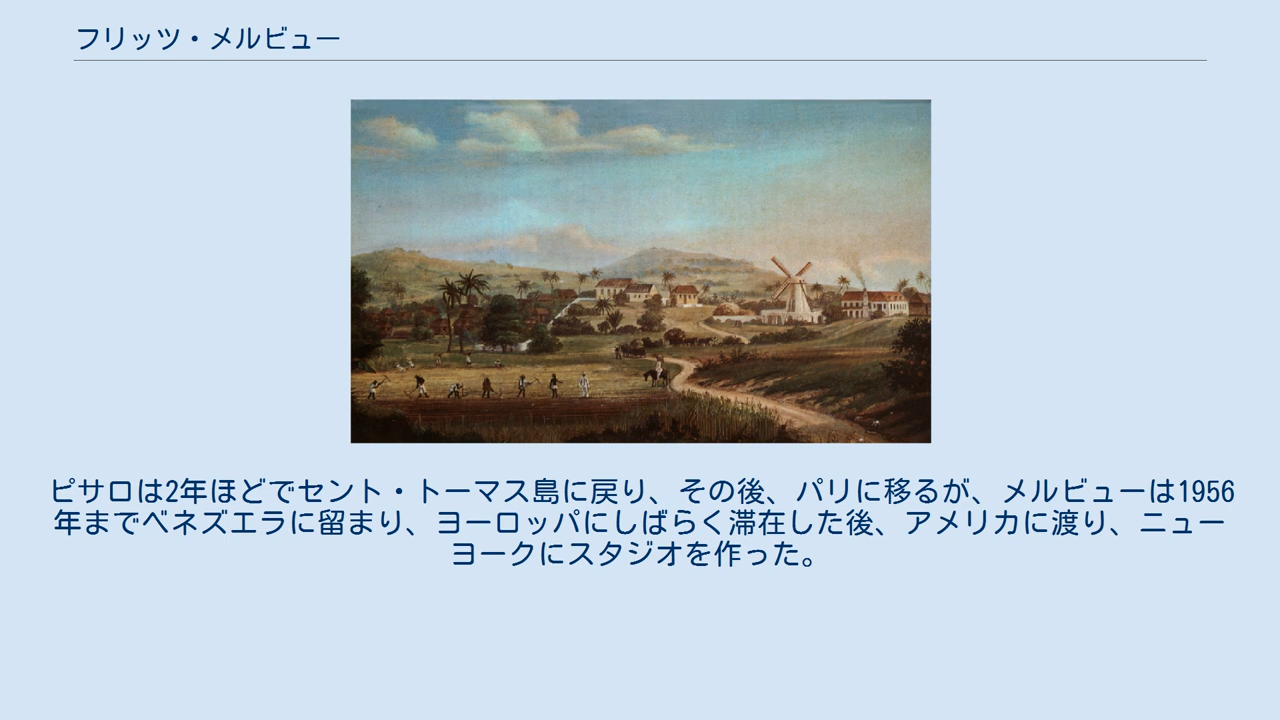 フリッツ・メルビュー
ピサロは2年ほどでセント・トーマス島に戻り、その後、パリに移るが、メルビューは1956
年までベネズエラに留まり、ヨーロッパにしばらく滞在した後、アメリカに渡り、ニュー
ヨークにスタジオを作った。